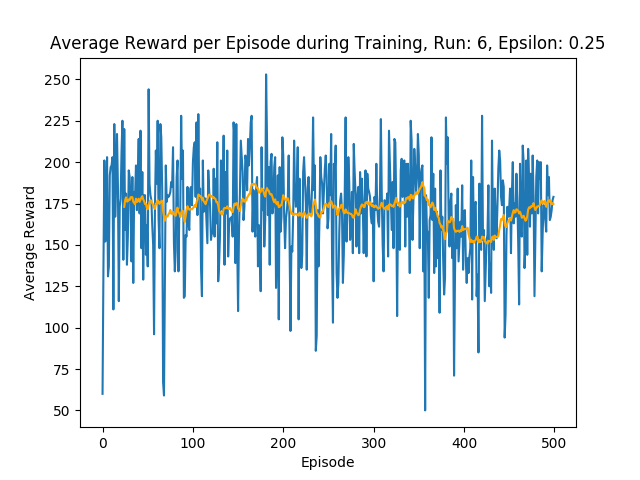 Average Reward per Episode during Training, Run: 6, Epsilon: 0.25
250
225
200
175
150
125
100
75
50
Average Reward
0 100 200 300 400 500
Episode